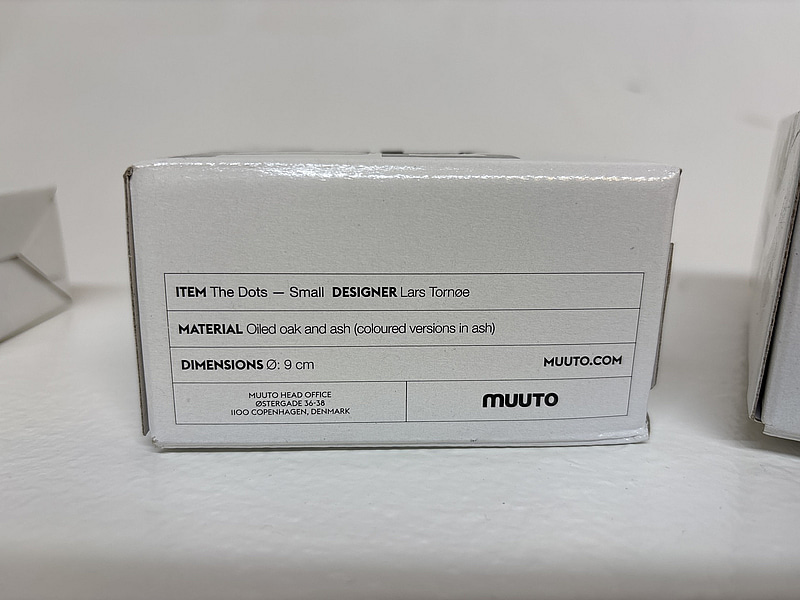 ITEM The Dots — Small DESIGNER Lars Tornøe
MATERIAL Oiled oak and ash (coloured versions in ash)
DIMENSIONS Ø: 9 cm
MUUTO.COM
MUUTO HEAD OFFICE
ØSTERGADE 36-38
1100 COPENHAGEN, DENMARK
MUUTO